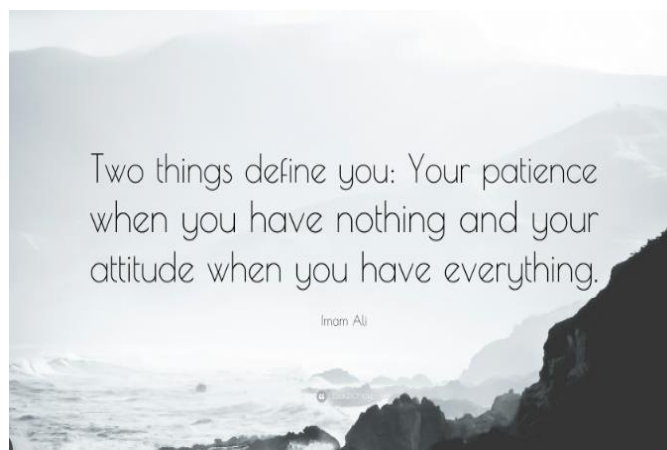 Two things define you: Your patience
when you have nothing and your
attitude when you have everything.
Imam Ali